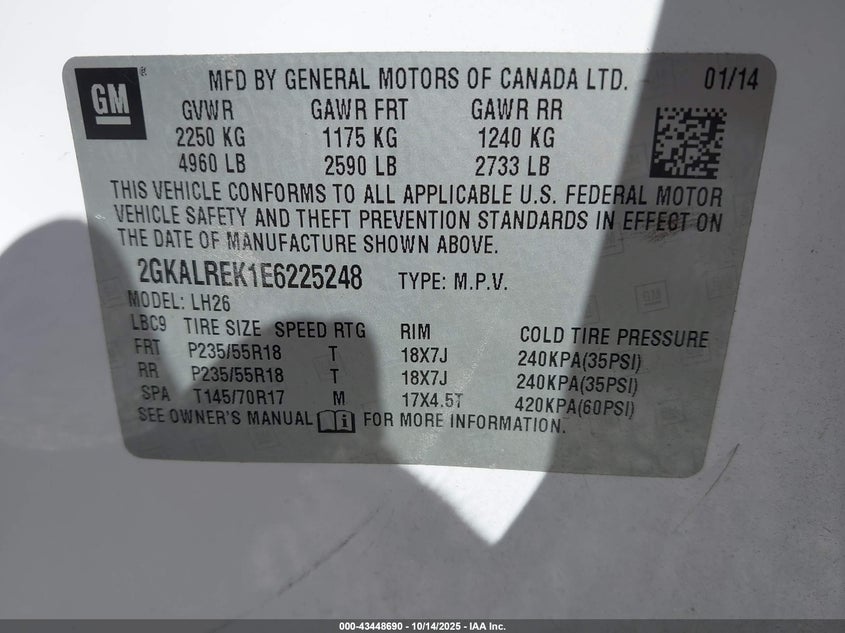 GM ® MFD BY GENERAL MOTORS OF CANADA LTD. 01/14
GVWR GAWR FRT GAWR RR
2250 KG 1175 KG 1240 KG
4960 LB 2590 LB 2733 LB
THIS VEHICLE CONFORMS TO ALL APPLICABLE U.S. FEDERAL MOTOR
VEHICLE SAFETY AND THEFT PREVENTION STANDARDS IN EFFECT ON
THE DATE OF MANUFACTURE SHOWN ABOVE.
2GKALREK1E6225248 TYPE: M.P.V.
MODEL: LH26
LBC9 TIRE SIZE SPEED RTG RIM COLD TIRE PRESSURE
FRT P235/55R18 T 18X7J 240KPA(35PSI)
RR P235/55R18 T 18X7J 240KPA(35PSI)
SPA T145/70R17 M 17X4.5T 420KPA(60PSI)
SEE OWNER'S MANUAL FOR MORE INFORMATION.
000-43448690 - 10/14/2025 - IAA Inc.